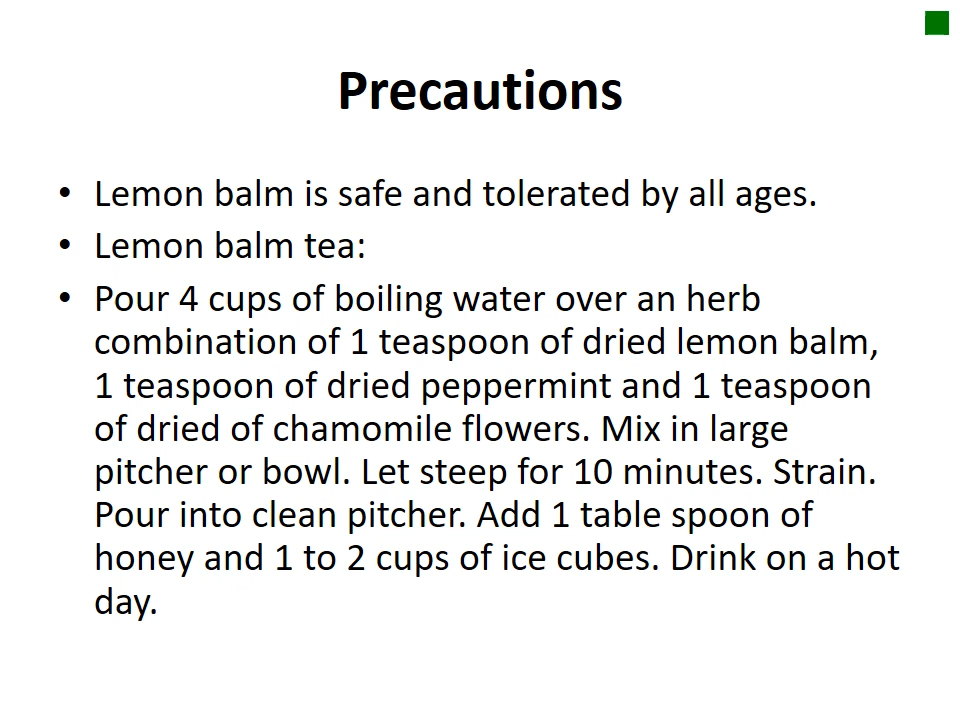 Precautions
• Lemon balm is safe and tolerated by all ages.
• Lemon balm tea:
• Pour 4 cups of boiling water over an herb
combination of 1 teaspoon of dried lemon balm,
1 teaspoon of dried peppermint and 1 teaspoon
of dried of chamomile flowers. Mix in large
pitcher or bowl. Let steep for 10 minutes. Strain.
Pour into clean pitcher. Add 1 table spoon of
honey and 1 to 2 cups of ice cubes. Drink on a hot
day.